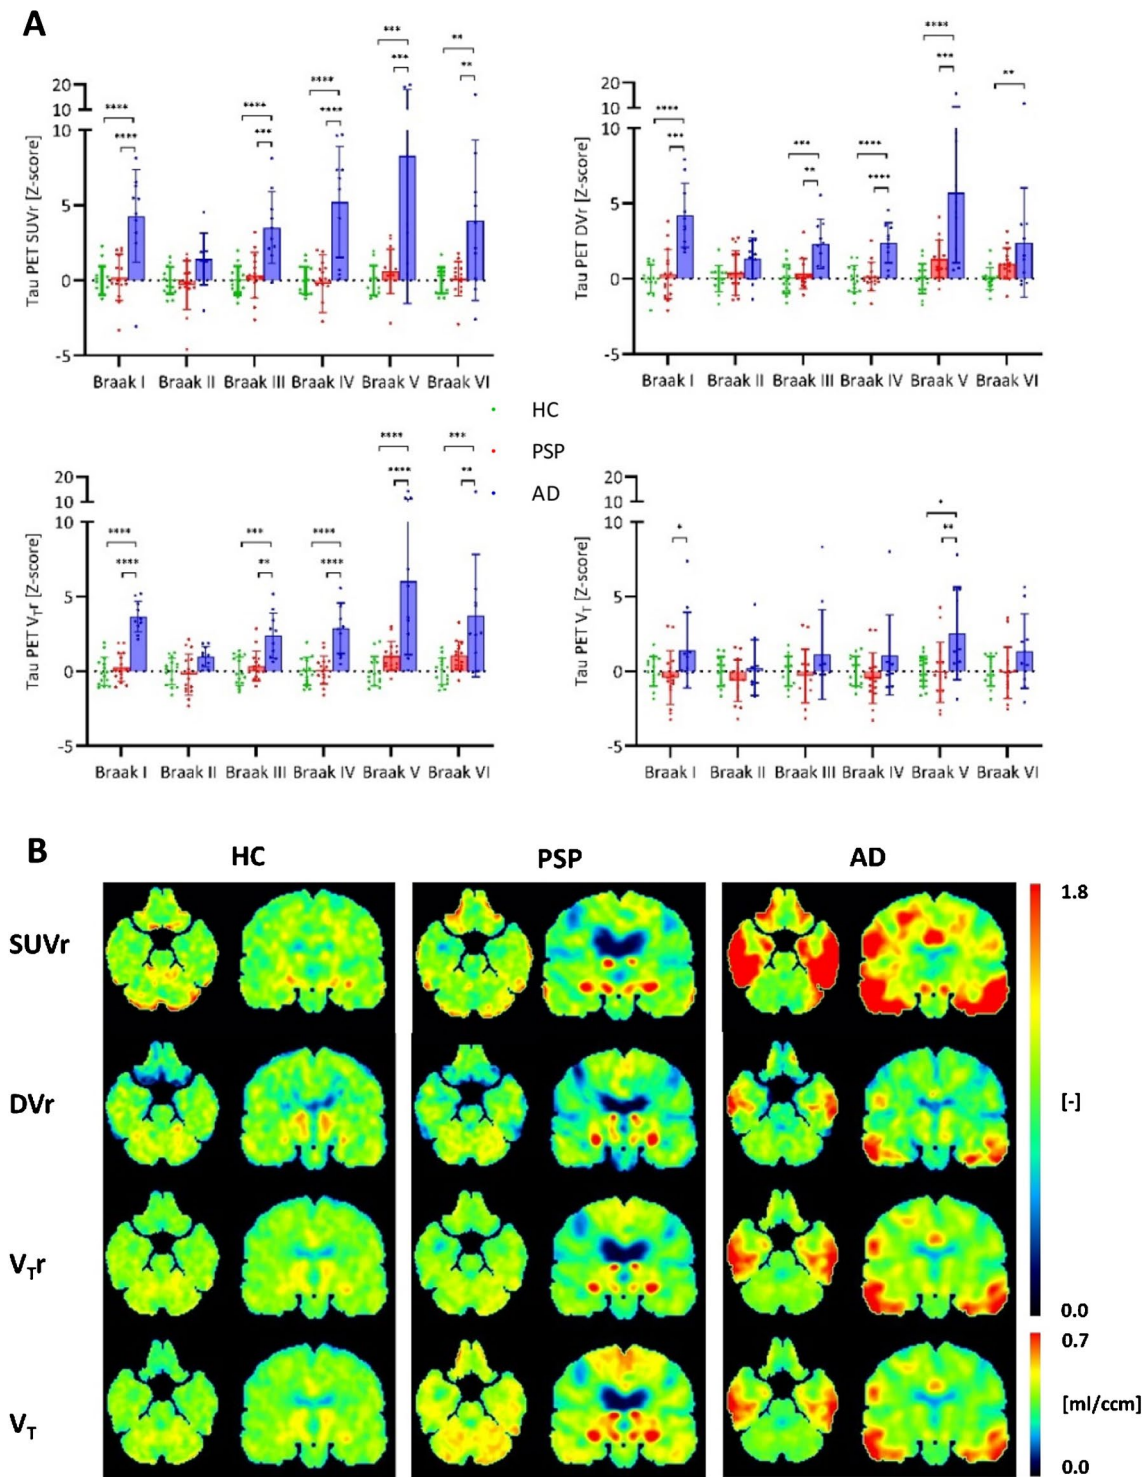 A
Tau PET SUVr [Z-score]
20
10
10
5
0
-5
**** **** **** *** **** **** *** *** ** **
Braak I Braak II Braak III Braak IV Braak V Braak VI
Tau PET DVr [Z-score]
20
10
10
5
0
-5
**** *** *** ** **** **** **** *** **
Braak I Braak II Braak III Braak IV Braak V Braak VI
HC
PSP
AD
Tau PET VTr [Z-score]
20
10
10
5
0
-5
**** **** *** ** **** **** **** **** *** **
Braak I Braak II Braak III Braak IV Braak V Braak VI
Tau PET VT [Z-score]
20
10
10
5
0
-5
* * **
Braak I Braak II Braak III Braak IV Braak V Braak VI
B
HC PSP AD
SUVr
DVr
VTr
VT
1.8
[-]
0.0
0.7
[ml/ccm]
0.0